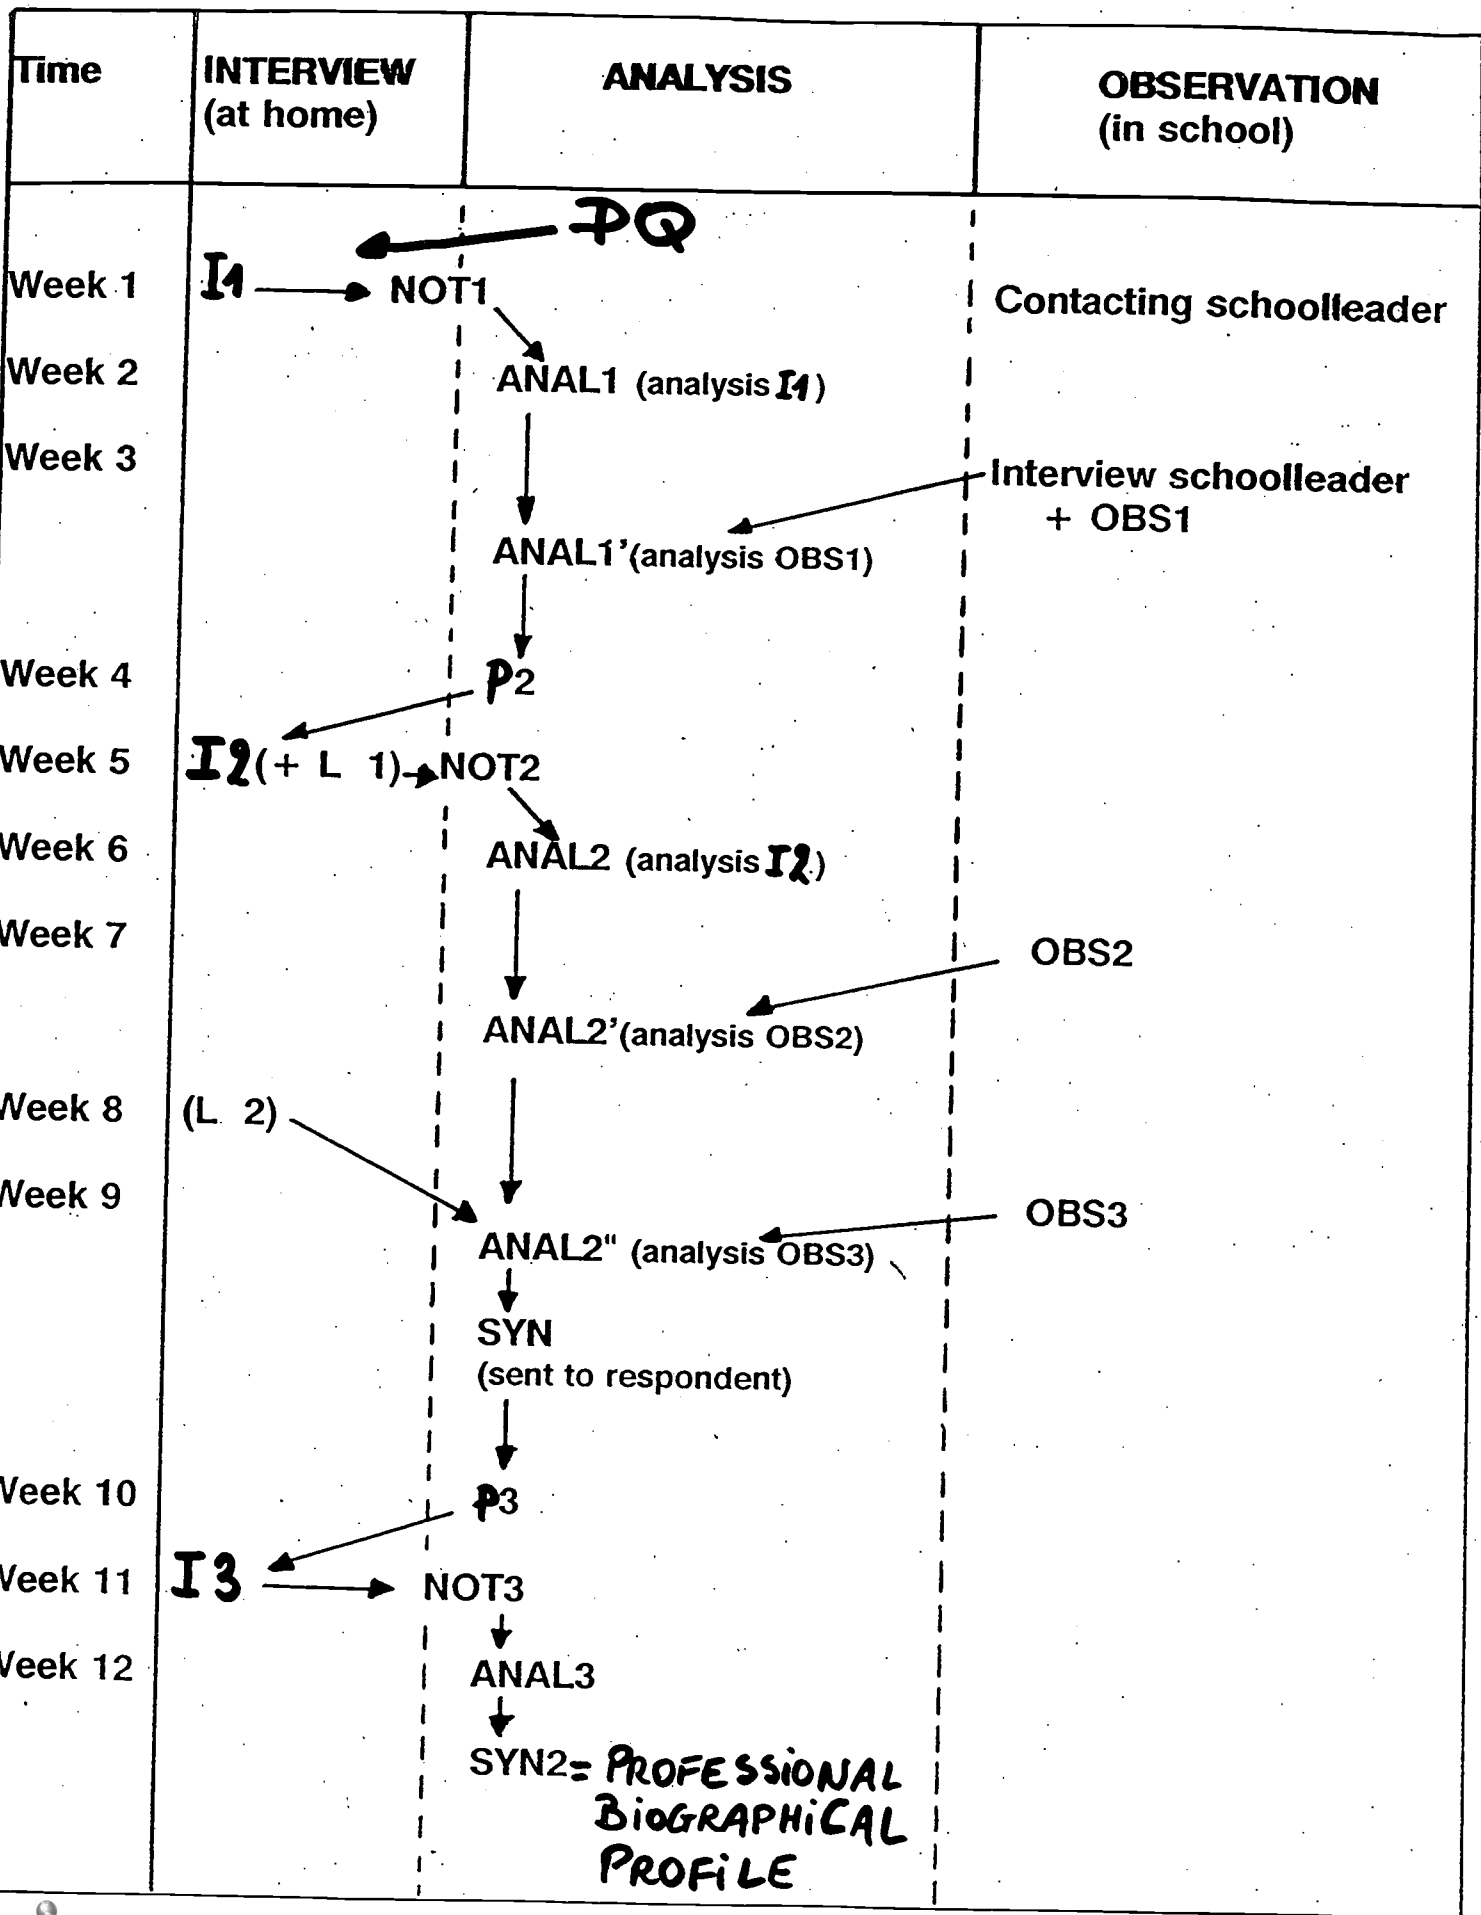 Time INTERVIEW ANALYSIS OBSERVATION
(at home) (in school)
DQ
Week 1 I1 NOT1 Contacting schoolleader
Week 2 ANAL1 (analysis I1)
Week 3 Interview schoolleader
+ OBS1
ANAL1' (analysis OBS1)
Week 4 P2
Week 5 I2 (+ L 1) NOT2
Week 6 ANAL2 (analysis I2)
Week 7 OBS2
ANAL2' (analysis OBS2)
Week 8 (L 2)
Week 9 OBS3
ANAL2" (analysis OBS3)
SYN
(sent to respondent)
Week 10 P3
Week 11 I3 NOT3
Week 12 ANAL3
SYN2 = PROFESSiONAL
BiOGRAPHiCAL
PROFiLE